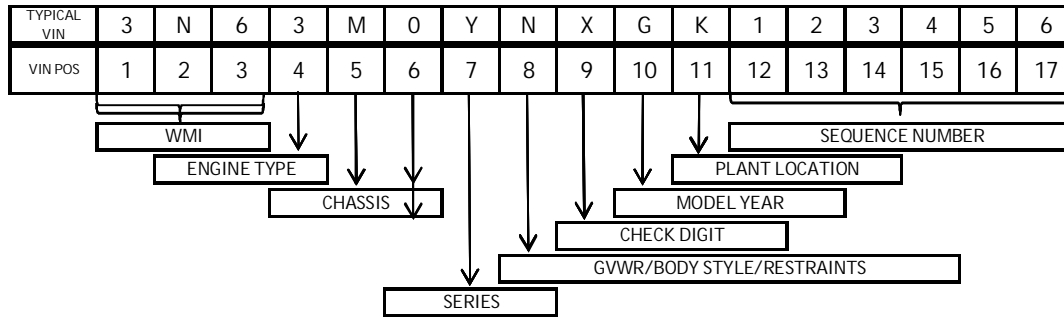 TYPICAL VIN 3 N 6 3 M 0 Y N X G K 1 2 3 4 5 6
VIN POS 1 2 3 4 5 6 7 8 9 10 11 12 13 14 15 16 17
WMI SEQUENCE NUMBER
ENGINE TYPE PLANT LOCATION
CHASSIS MODEL YEAR
CHECK DIGIT
GVWR/BODY STYLE/RESTRAINTS
SERIES